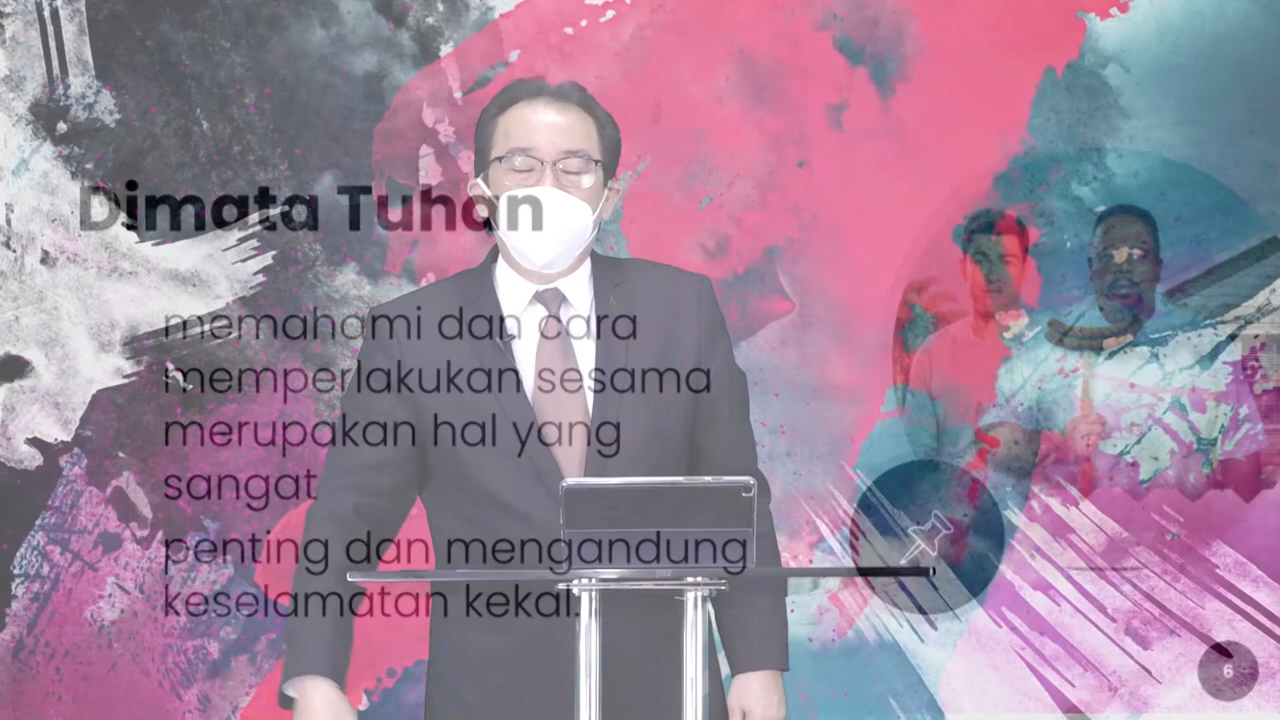 Dimata Tuhan
memahami dan cara
memperlakukan sesama
merupakan hal yang
sangat
penting dan mengandung
keselamatan kekal.
6